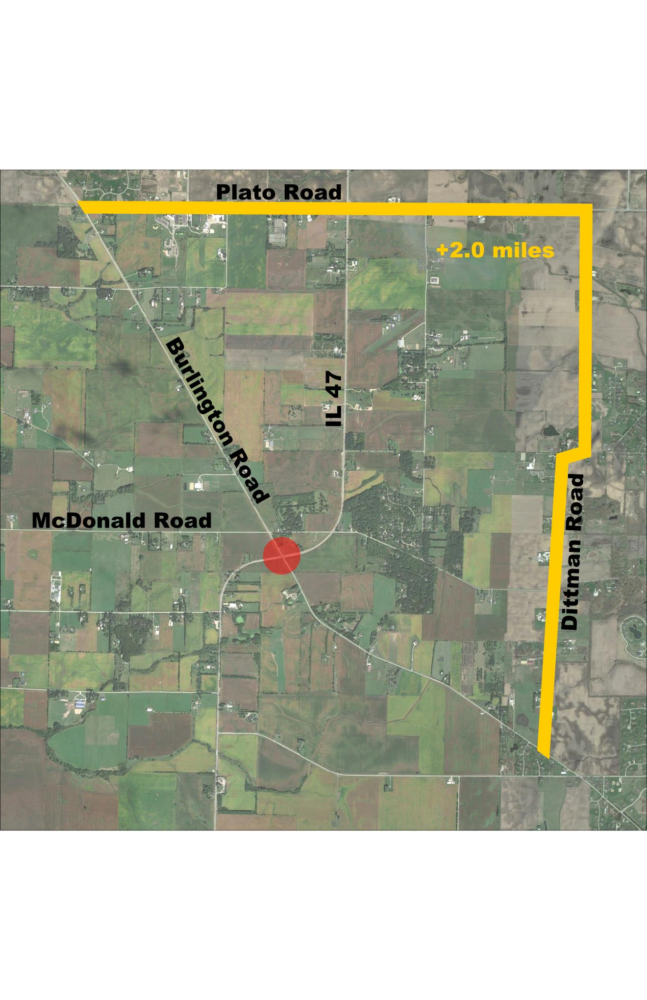 Plato Road
+2.0 miles
Burlington Road
IL 47
McDonald Road
Dittman Road